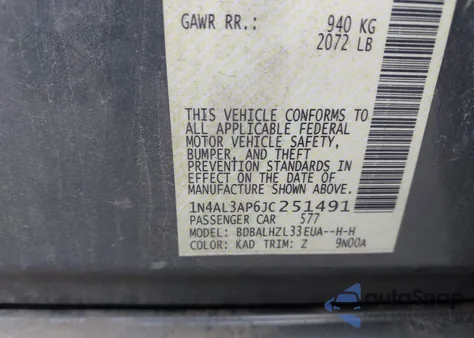 GAWR RR.: 940 KG
2072 LB
THIS VEHICLE CONFORMS TO
ALL APPLICABLE FEDERAL
MOTOR VEHICLE SAFETY,
BUMPER, AND THEFT
PREVENTION STANDARDS IN
EFFECT ON THE DATE OF
MANUFACTURE SHOWN ABOVE.
1N4AL3AP6JC251491
PASSENGER CAR 577
MODEL: BDBALHZL33EUA--H-H
COLOR: KAD TRIM: Z 9N00A
autoSnap